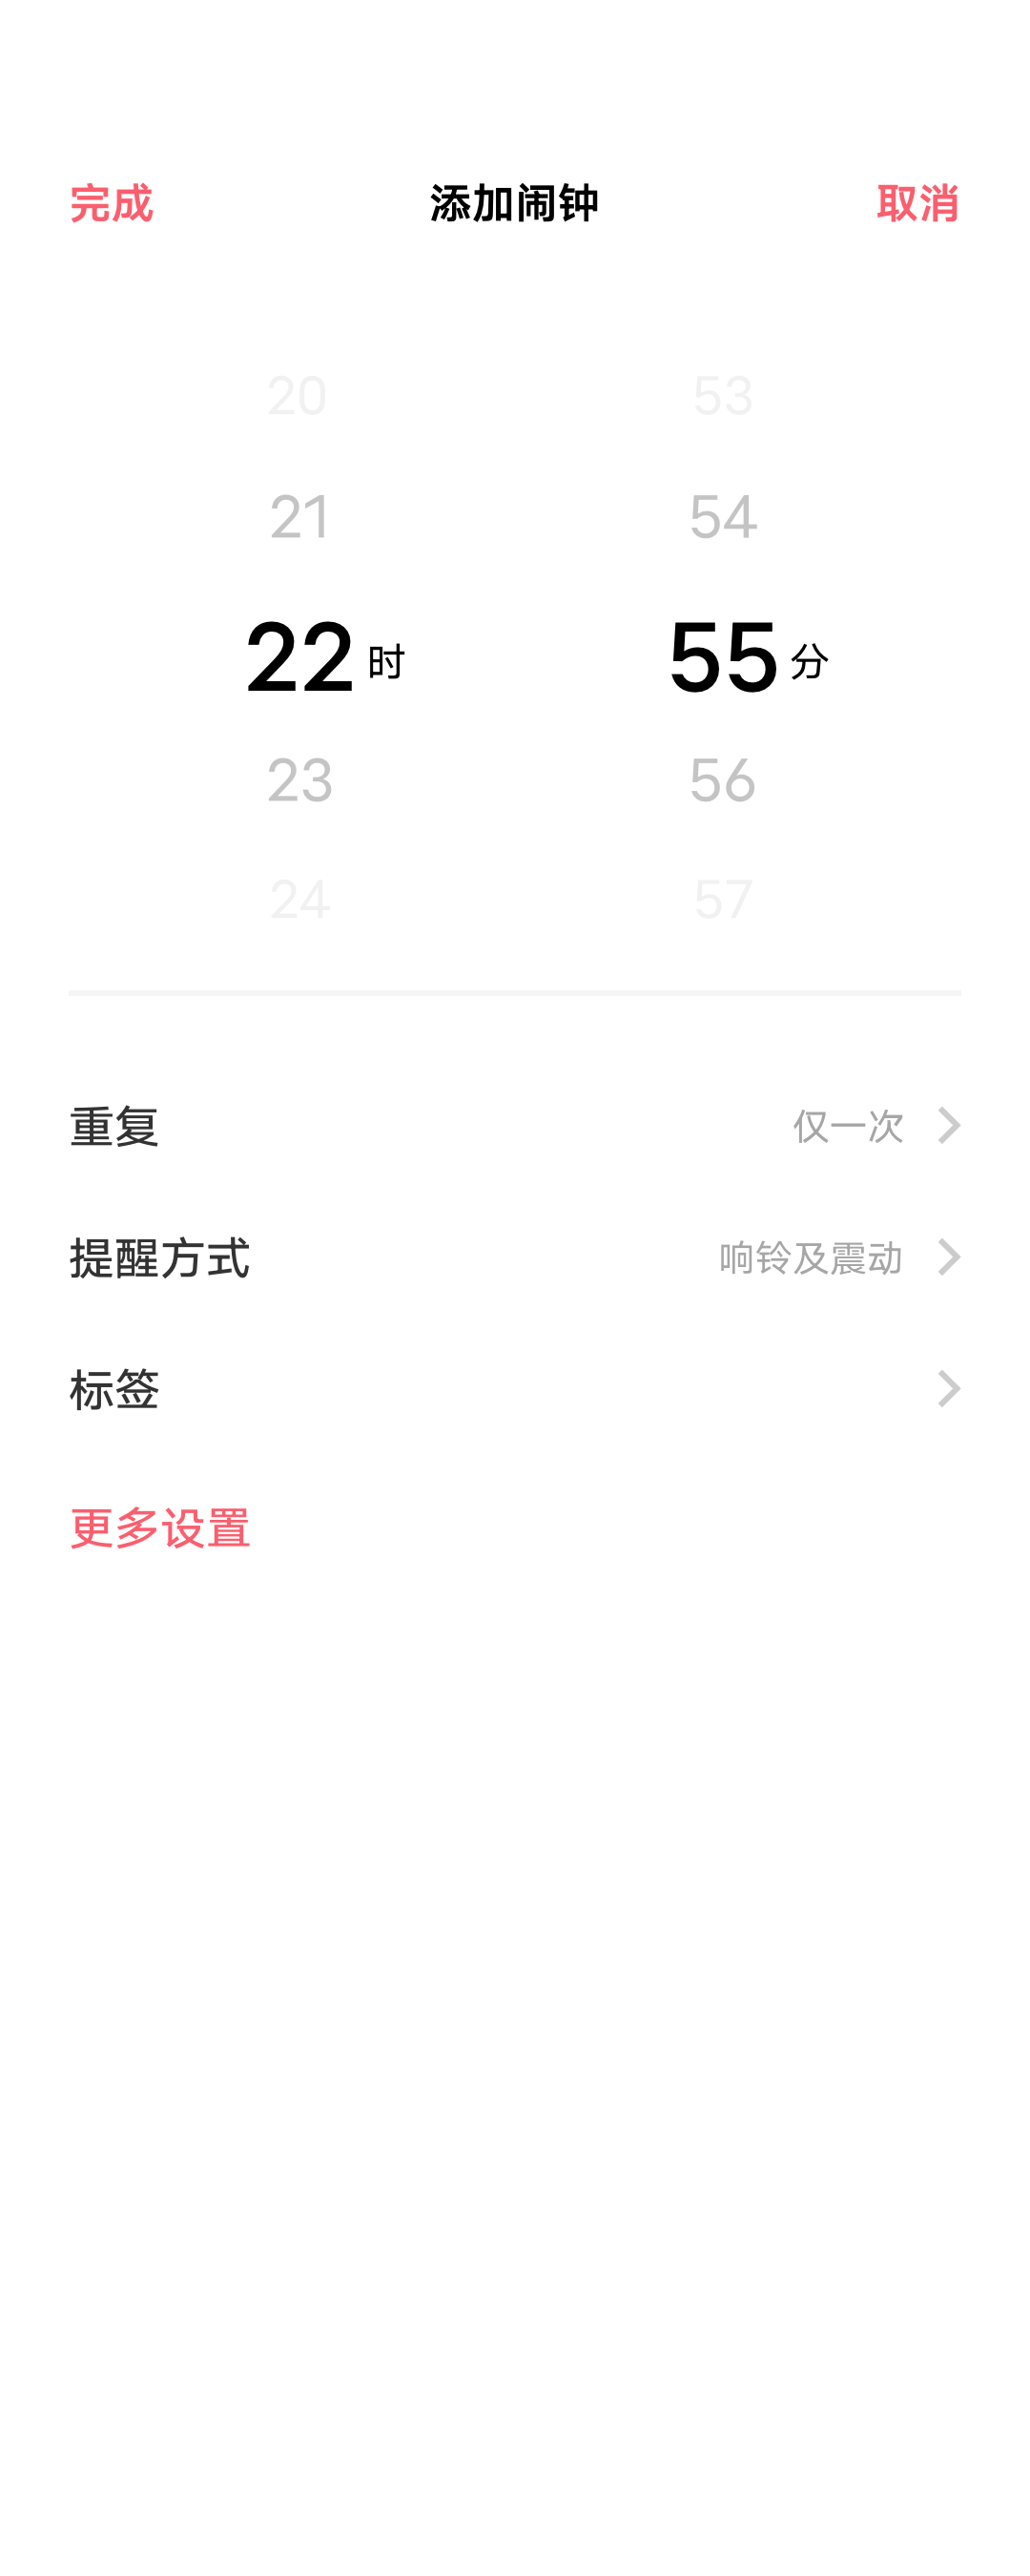 完成 添加闹钟 取消
20 53
21 54
22 时 55 分
23 56
24 57
重复 仅一次
提醒方式 响铃及震动
标签
更多设置